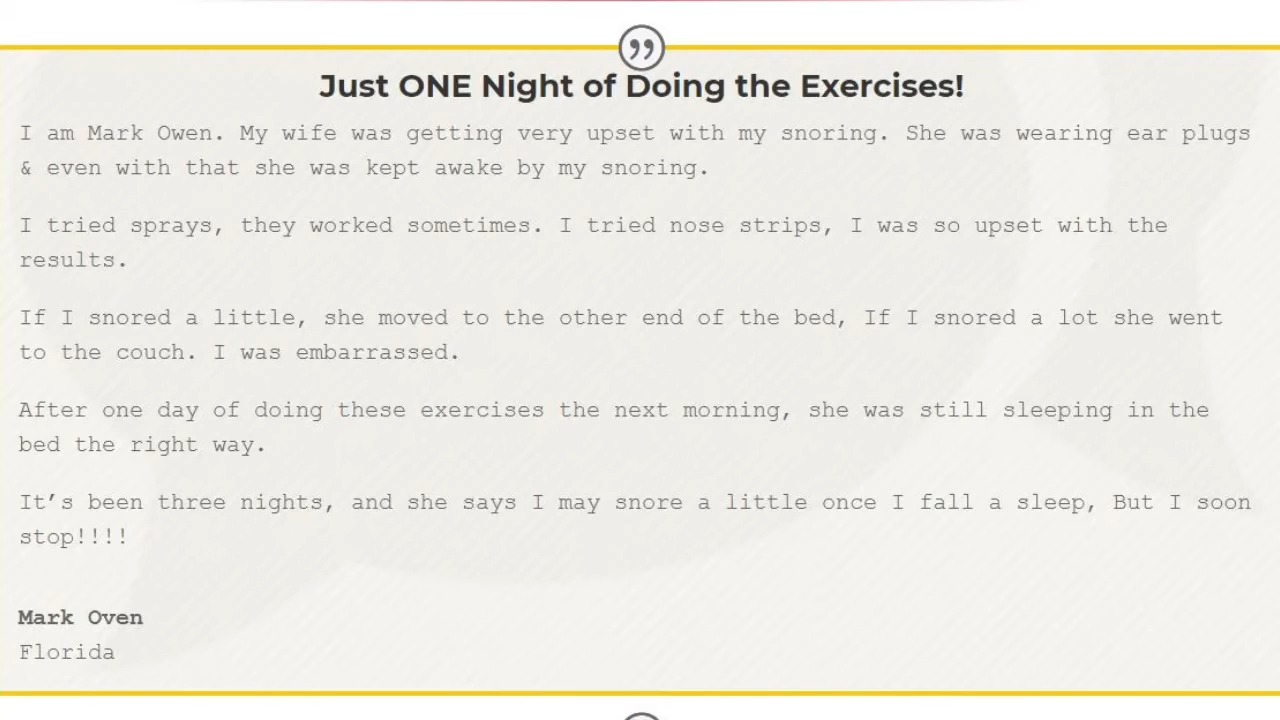 Just ONE Night of Doing the Exercises!
I am Mark Owen. My wife was getting very upset with my snoring. She was wearing ear plugs
& even with that she was kept awake by my snoring.
I tried sprays, they worked sometimes. I tried nose strips, I was so upset with the
results.
If I snored a little, she moved to the other end of the bed, If I snored a lot she went
to the couch. I was embarrassed.
After one day of doing these exercises the next morning, she was still sleeping in the
bed the right way.
It’s been three nights, and she says I may snore a little once I fall a sleep, But I soon
stop!!!!
Mark Oven
Florida